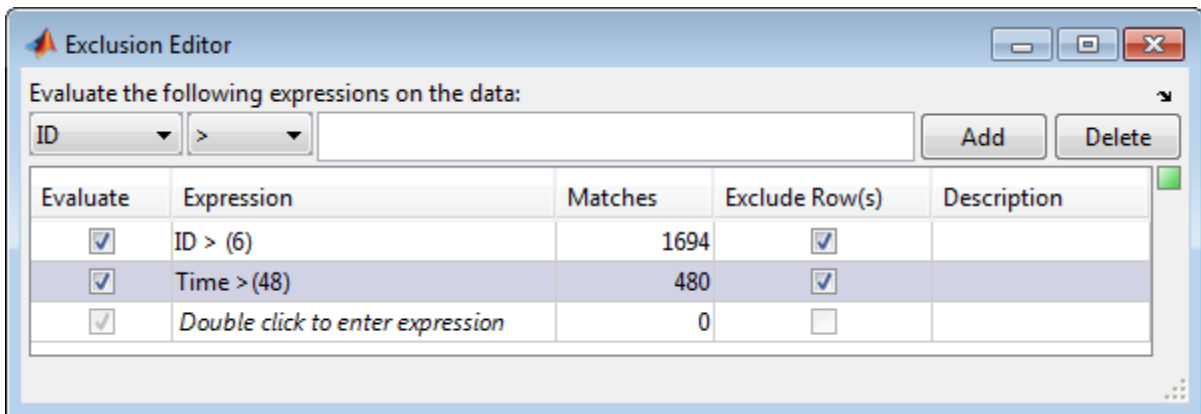 Exclusion Editor
Evaluate the following expressions on the data:
ID > Add Delete
Evaluate Expression Matches Exclude Row(s) Description
ID > (6) 1694
Time > (48) 480
Double click to enter expression 0